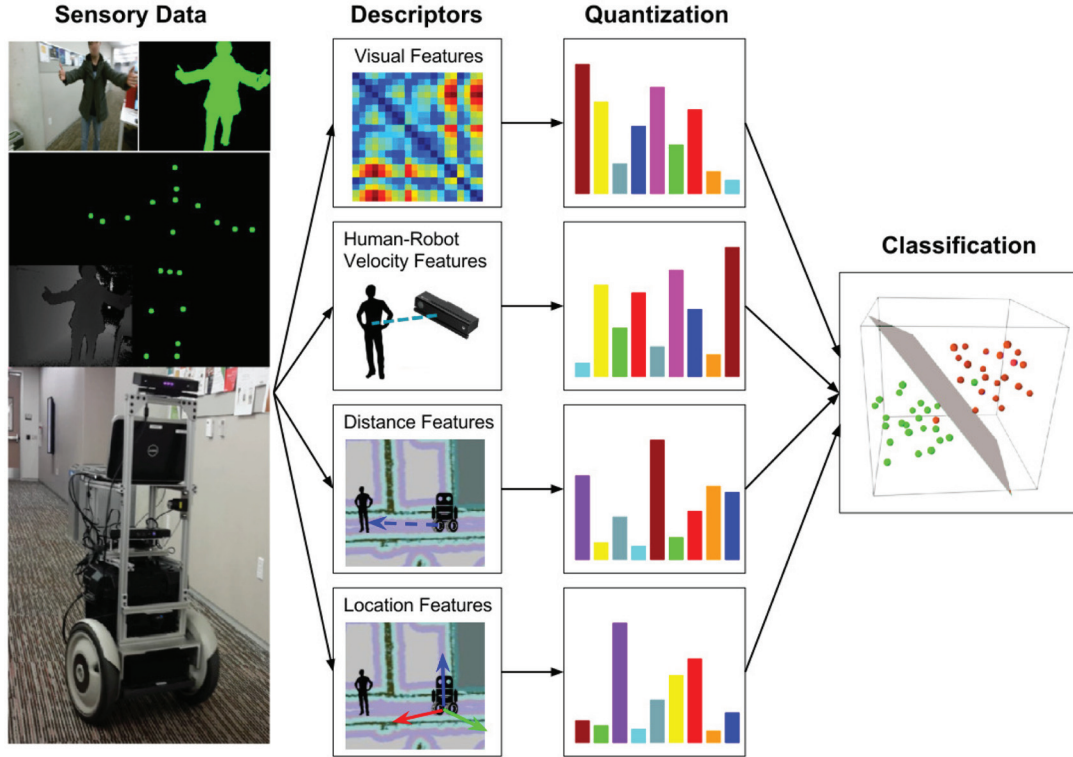 Sensory Data
Descriptors
Quantization
Visual Features
Human-Robot
Velocity Features
Distance Features
Location Features
Classification